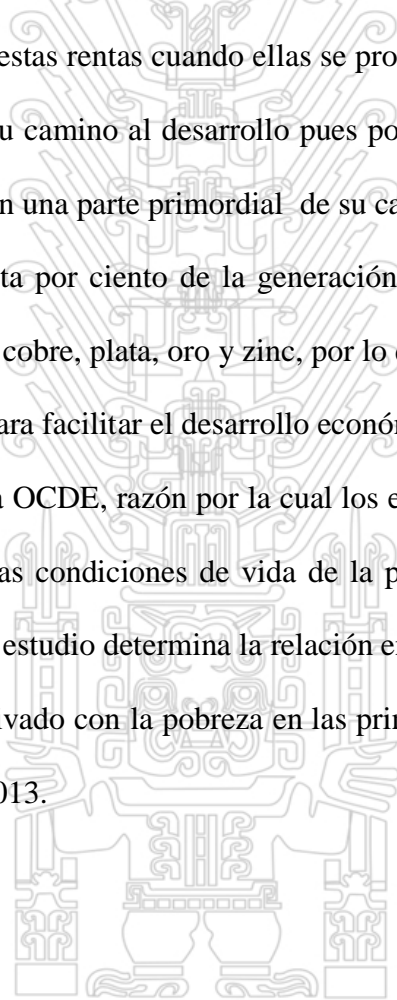 estas rentas cuando ellas se pro
u camino al desarrollo pues po
n una parte primordial de su ca
ta por ciento de la generación
cobre, plata, oro y zinc, por lo
ara facilitar el desarrollo econó
a OCDE, razón por la cual los e
as condiciones de vida de la p
estudio determina la relación e
vado con la pobreza en las pri
013.